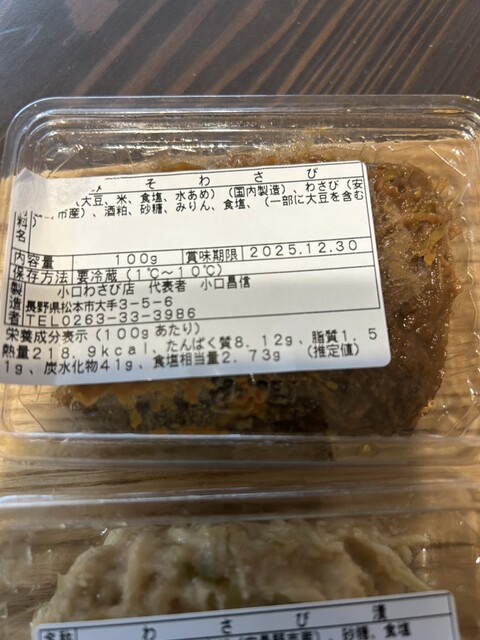 みそわさび
(大豆、米、食塩、水あめ)(国内製造)、わさび(安
市産)、酒粕、砂糖、みりん、食塩、(一部に大豆を含む
料
名
内容量 100g 賞味期限 2025.12.30
保存方法 要冷蔵(1℃~10℃)
製 小口わさび店 代表者 小口昌信
造 長野県松本市大手3-5-6
者 TEL0263-33-3986
栄養成分表示(100gあたり)
熱量218.9kcal、たんぱく質8.12g、脂質1.5
1g、炭水化物41g、食塩相当量2.73g (推定値)
名称 わさび漬
砂糖、食塩